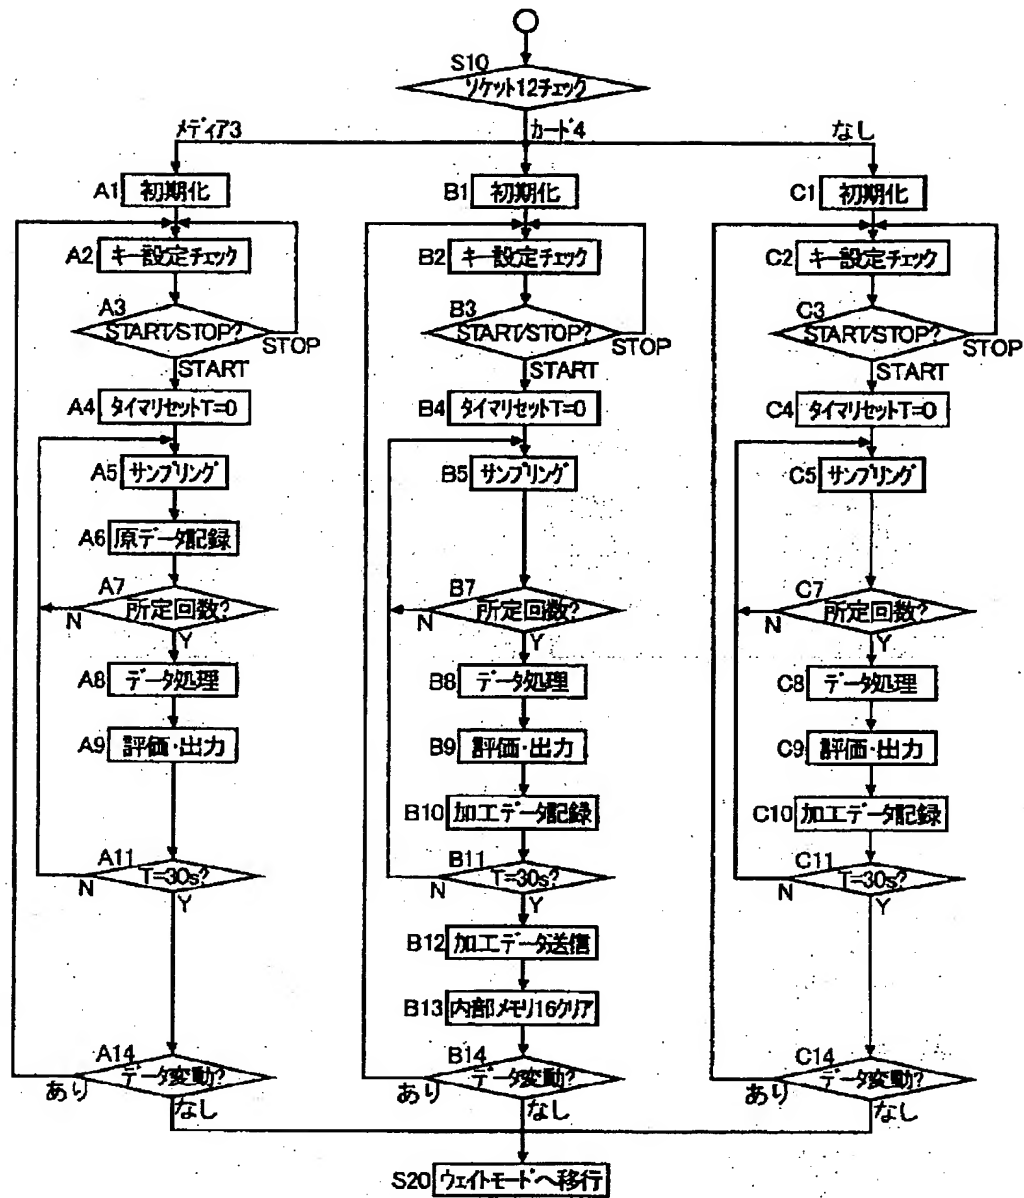 S10
ソケット12チェック
メディア3
カード4
なし
A1 初期化
B1 初期化
C1 初期化
A2 キー設定チェック
B2 キー設定チェック
C2 キー設定チェック
A3
START/STOP?
STOP
START
B3
START/STOP?
STOP
START
C3
START/STOP?
STOP
START
A4 タイマリセットT=0
B4 タイマリセットT=0
C4 タイマリセットT=0
A5 サンプリング
B5 サンプリング
C5 サンプリング
A6 原データ記録
A7
所定回数?
N
Y
B7
所定回数?
N
Y
C7
所定回数?
N
Y
A8 データ処理
B8 データ処理
C8 データ処理
A9 評価・出力
B9 評価・出力
C9 評価・出力
B10 加工データ記録
C10 加工データ記録
A11
T=30s?
N
Y
B11
T=30s?
N
Y
C11
T=30s?
N
Y
B12 加工データ送信
B13 内部メモリ16クリア
A14
データ変動?
あり
なし
B14
データ変動?
あり
なし
C14
データ変動?
あり
なし
S20 ウェイトモードへ移行